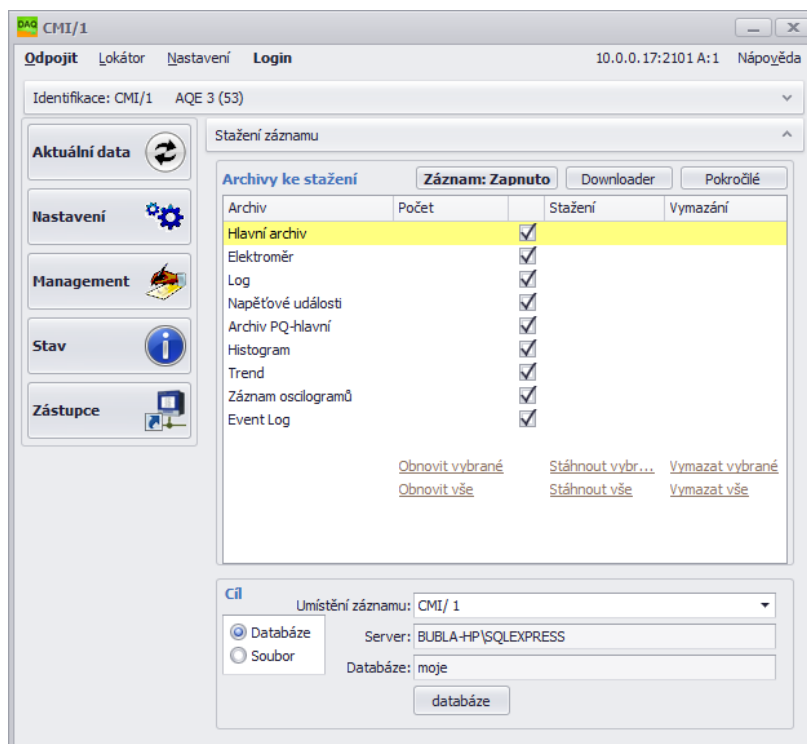 DAQ CMI/1
Odpojit Lokátor Nastavení Login 10.0.0.17:2101 A:1 Nápověda
Identifikace: CMI/1 AQE 3 (53)
Aktuální data
Nastavení
Management
Stav
Zástupce
Stažení záznamu
Archivy ke stažení Záznam: Zapnuto Downloader Pokročilé
Archiv Počet Stažení Vymazání
Hlavní archiv
Elektroměr
Log
Napěťové události
Archiv PQ-hlavní
Histogram
Trend
Záznam oscilogramů
Event Log
Obnovit vybrané Stáhnout vybr... Vymazat vybrané
Obnovit vše Stáhnout vše Vymazat vše
Cíl
Umístění záznamu: CMI/ 1
Databáze
Soubor
Server: BUBLA-HP\SQLEXPRESS
Databáze: moje
databáze